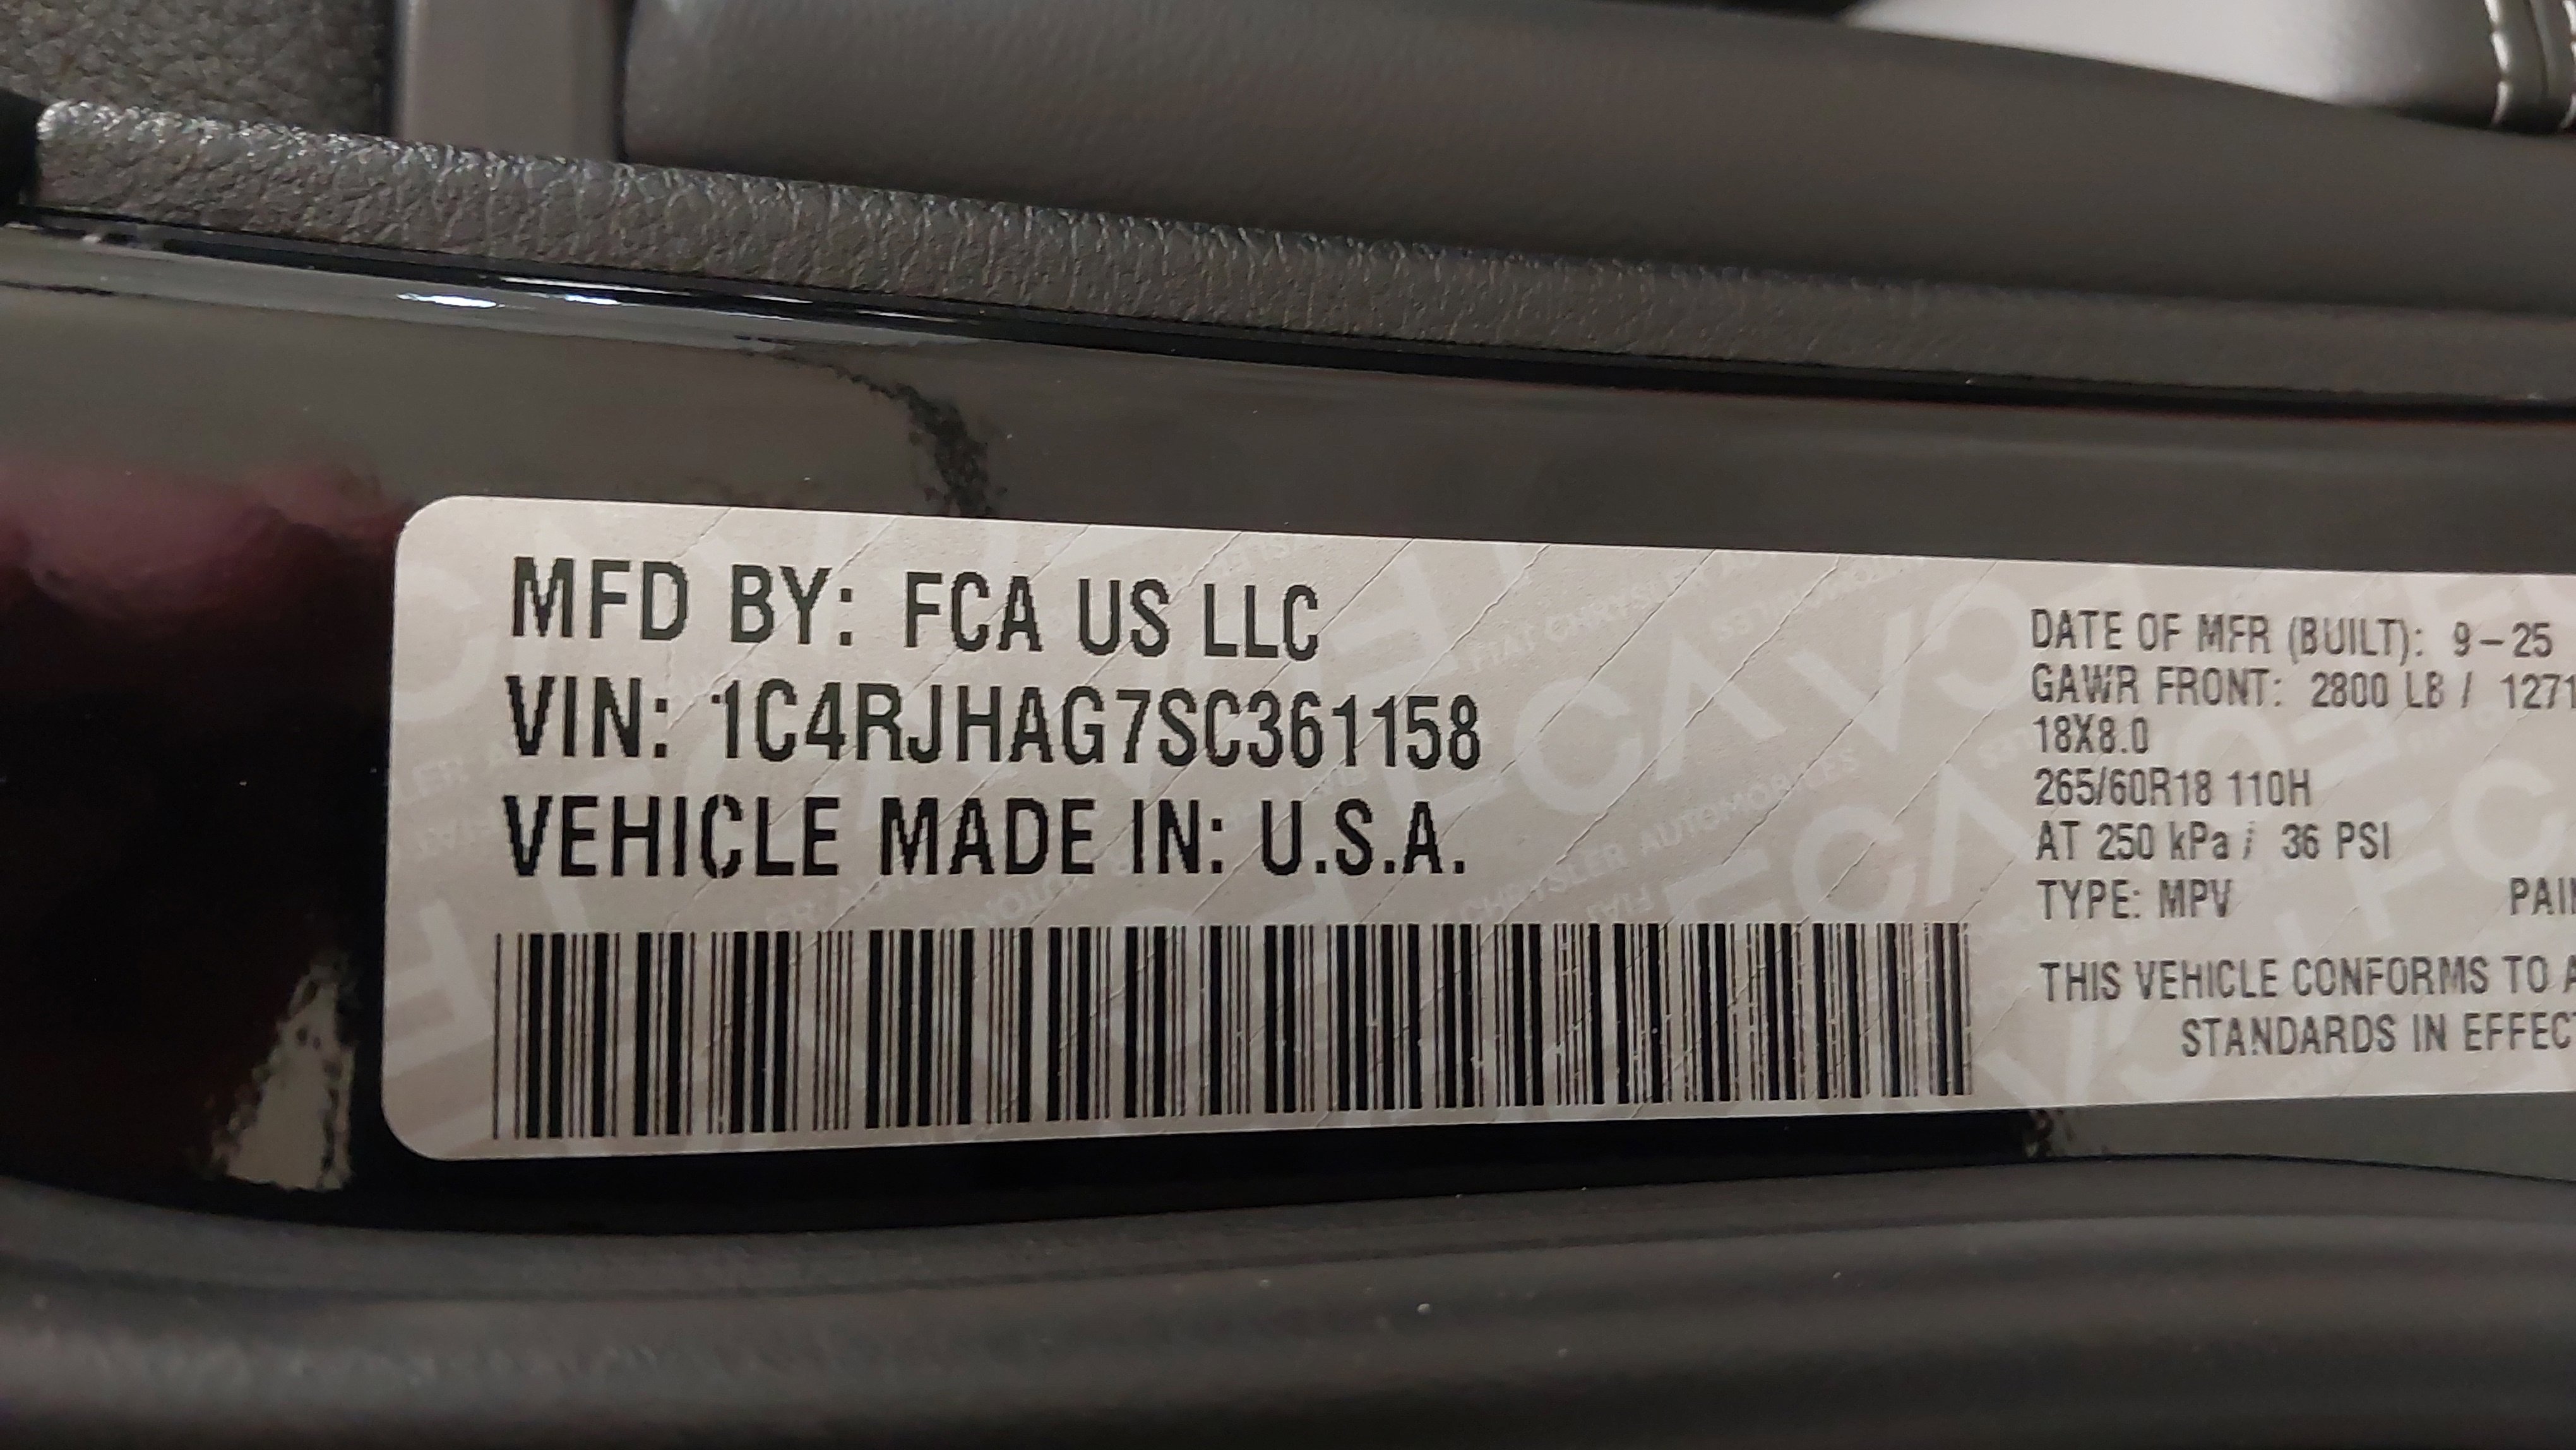 MFD BY: FCA US LLC
VIN: 1C4RJHAG7SC361158
VEHICLE MADE IN: U.S.A.
DATE OF MFR (BUILT): 9-25
GAWR FRONT: 2800 LB / 1271
18X8.0
265/60R18 110H
AT 250 kPa / 36 PSI
TYPE: MPV
THIS VEHICLE CONFORMS TO
STANDARDS IN